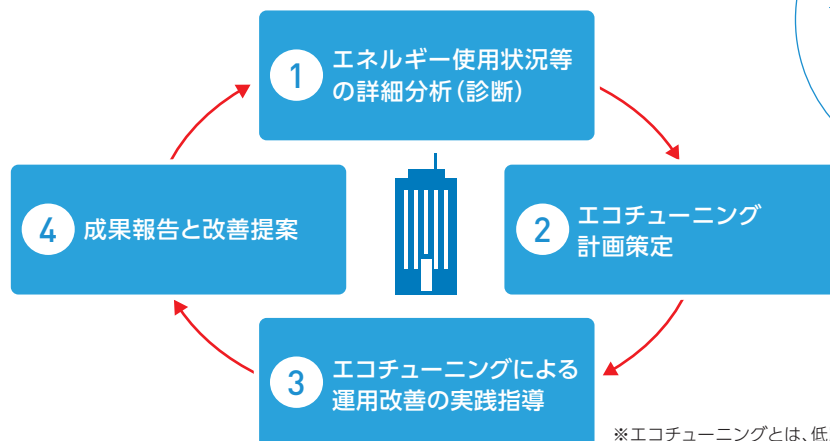 1
エネルギー使用状況等
の詳細分析(診断)
2
エコチューニング
計画策定
3
エコチューニングによる
運用改善の実践指導
4
成果報告と改善提案
※エコチューニングとは、低